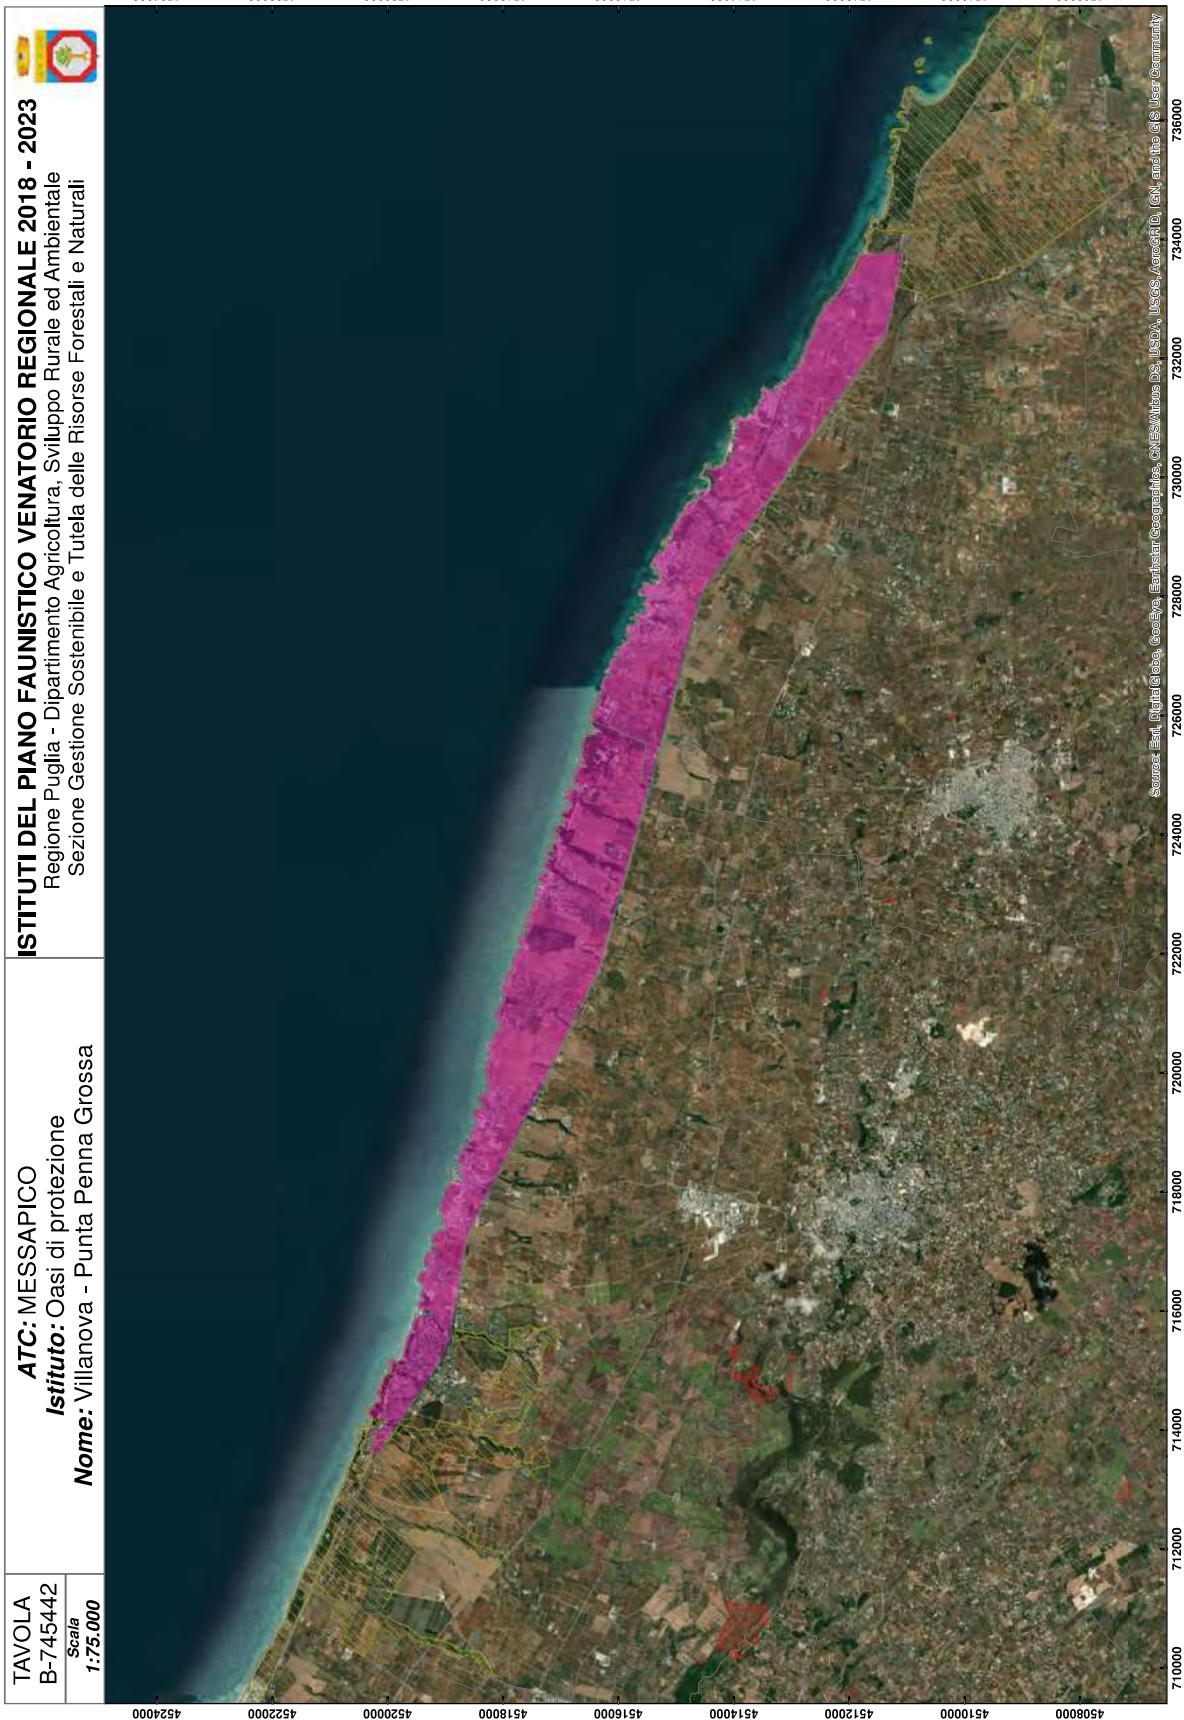 TAVOLA
B-745442
Scala
1:75.000
ATC: MESSAPICO
Istituto: Oasi di protezione
Nome: Villanova - Punta Penna Grossa
ISTITUTI DEL PIANO FAUNISTICO VENATORIO REGIONALE 2018 - 2023
Regione Puglia - Dipartimento Agricoltura, Sviluppo Rurale ed Ambientale
Sezione Gestione Sostenibile e Tutela delle Risorse Forestali e Naturali
4524000
4522000
4520000
4518000
4516000
4514000
4512000
4510000
4508000
Source: Esri, DigitalGlobe, GeoEye, Earthstar Geographics, CNES/Airbus DS, USDA, USGS, AeroGRID, IGN, and the GIS User Community
710000 712000 714000 716000 718000 720000 722000 724000 726000 728000 730000 732000 734000 736000